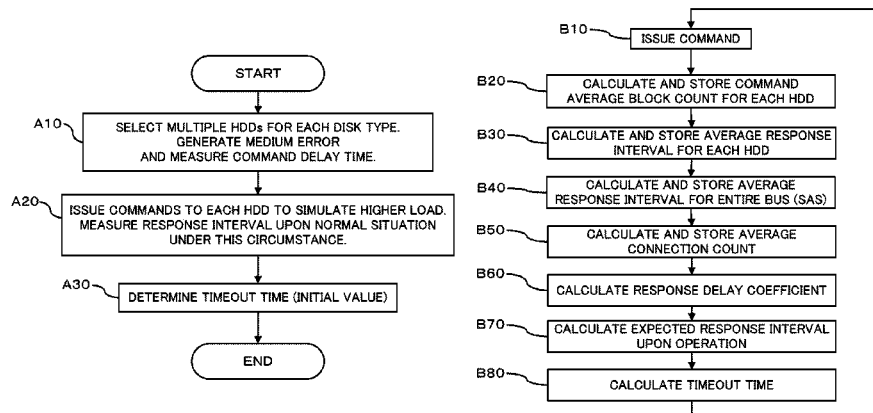 START
A10
SELECT MULTIPLE HDDs FOR EACH DISK TYPE.
GENERATE MEDIUM ERROR
AND MEASURE COMMAND DELAY TIME.
A20
ISSUE COMMANDS TO EACH HDD TO SIMULATE HIGHER LOAD.
MEASURE RESPONSE INTERVAL UPON NORMAL SITUATION
UNDER THIS CIRCUMSTANCE.
A30
DETERMINE TIMEOUT TIME (INITIAL VALUE)
END
B10
ISSUE COMMAND
B20
CALCULATE AND STORE COMMAND
AVERAGE BLOCK COUNT FOR EACH HDD
B30
CALCULATE AND STORE AVERAGE RESPONSE
INTERVAL FOR EACH HDD
B40
CALCULATE AND STORE AVERAGE
RESPONSE INTERVAL FOR ENTIRE BUS (SAS)
B50
CALCULATE AND STORE AVERAGE
CONNECTION COUNT
B60
CALCULATE RESPONSE DELAY COEFFICIENT
B70
CALCULATE EXPECTED RESPONSE INTERVAL
UPON OPERATION
B80
CALCULATE TIMEOUT TIME